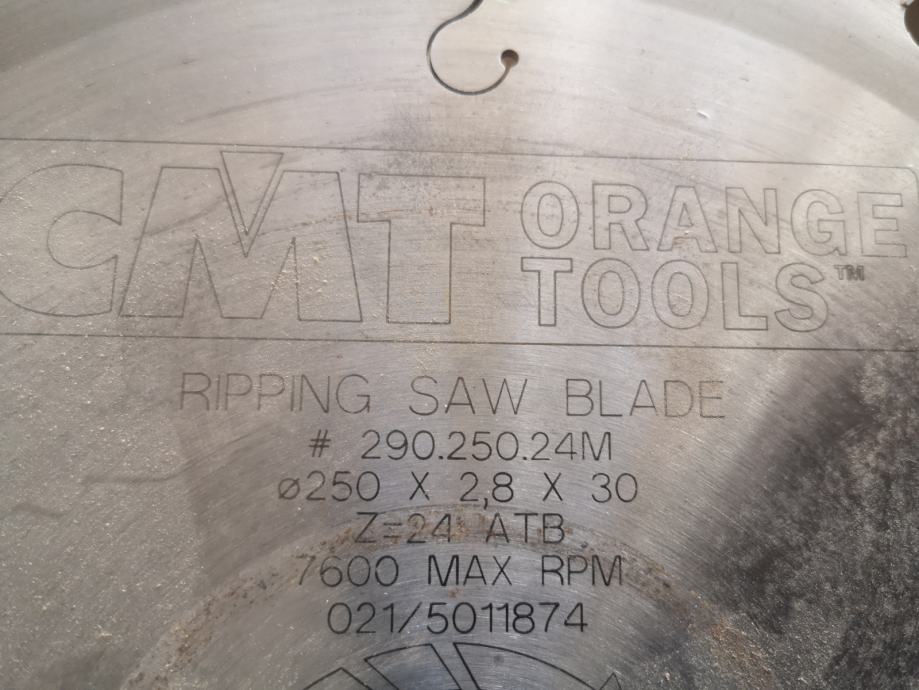 CMT ORANGE
TOOLS™
RIPPING SAW BLADE
# 290.250.24M
ø250 X 2,8 X 30
Z=24 ATB
7600 MAX RPM
021/5011874